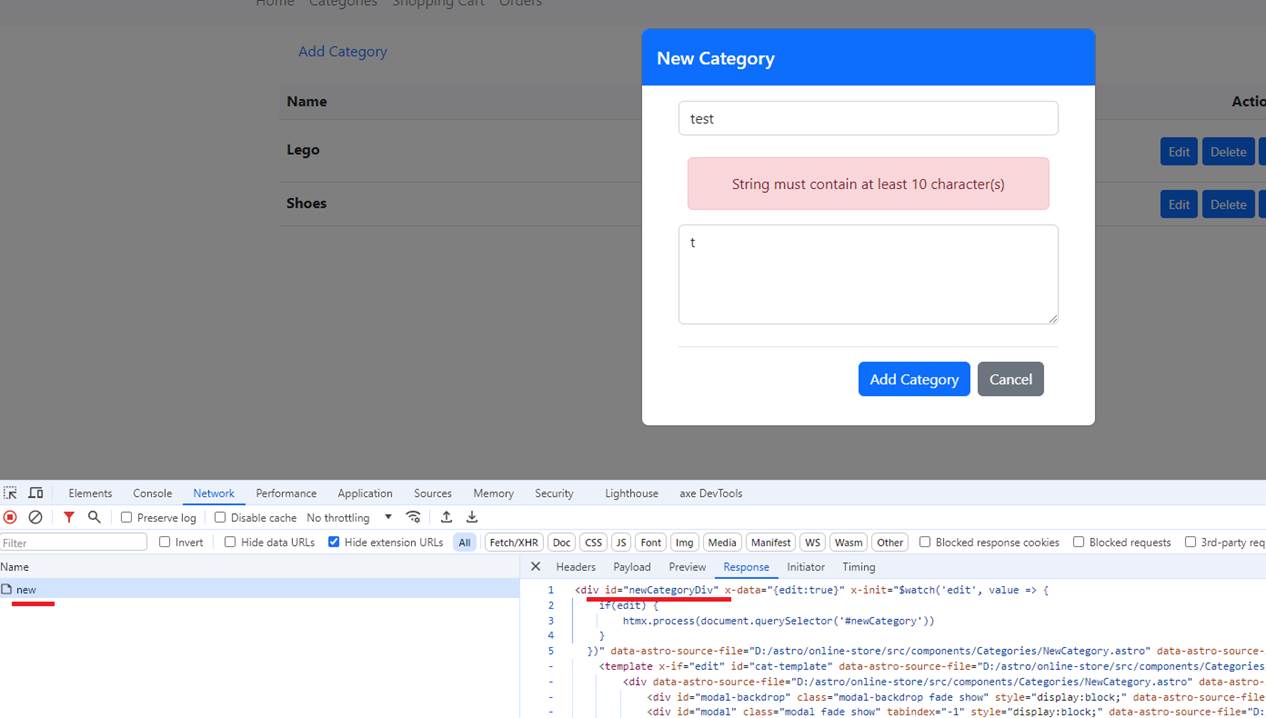 Home Categories Shopping Cart Orders
Add Category
New Category
test
String must contain at least 10 character(s)
t
Add Category Cancel
Name Actio
Lego Edit Delete
Shoes Edit Delete
Elements Console Network Performance Application Sources Memory Security Lighthouse axe DevTools
Preserve log Disable cache No throttling
Filter Invert Hide data URLs Hide extension URLs All Fetch/XHR Doc CSS JS Font Img Media Manifest WS Wasm Other Blocked response cookies Blocked requests 3rd-party req
Name
new
Headers Payload Preview Response Initiator Timing
1 <div id="newCategoryDiv" x-data="{edit:true}" x-init="$watch('edit', value => {
2 if(edit) {
3 htmx.process(document.querySelector('#newCategory'))
4 }
5 })" data-astro-source-file="D:/astro/online-store/src/components/Categories/NewCategory.astro" data-astro-source-
- <template x-if="edit" id="cat-template" data-astro-source-file="D:/astro/online-store/src/components/Categories
- <div data-astro-source-file="D:/astro/online-store/src/components/Categories/NewCategory.astro" data-astro-
- <div id="modal-backdrop" class="modal-backdrop fade show" style="display:block;" data-astro-source-file
- <div id="modal" class="modal fade show" tabindex="-1" style="display:block;" data-astro-source-file="D: